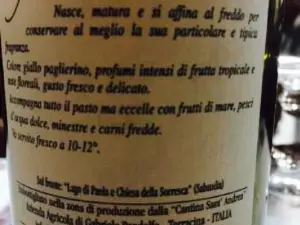 Nasce, matura e si affina al freddo per
conservare al meglio la sua particolare e tipica
fragranza.
Colore giallo paglierino, profumi intensi di frutta tropicale e
note floreali, gusto fresco e delicato.
Accompagna tutto il pasto ma eccelle con frutti di mare, pesci
d'acqua dolce, minestre e carni fredde.
Va servito fresco a 10-12°.
Sul fronte: "Lago di Paola e Chiesa della Sorresca" (Sabaudia)
Imbottigliato nella zona di produzione dalla "Cantina Sant'Andrea"
Azienda Agricola di Gabriele Pandolfo - Terracina - ITALIA